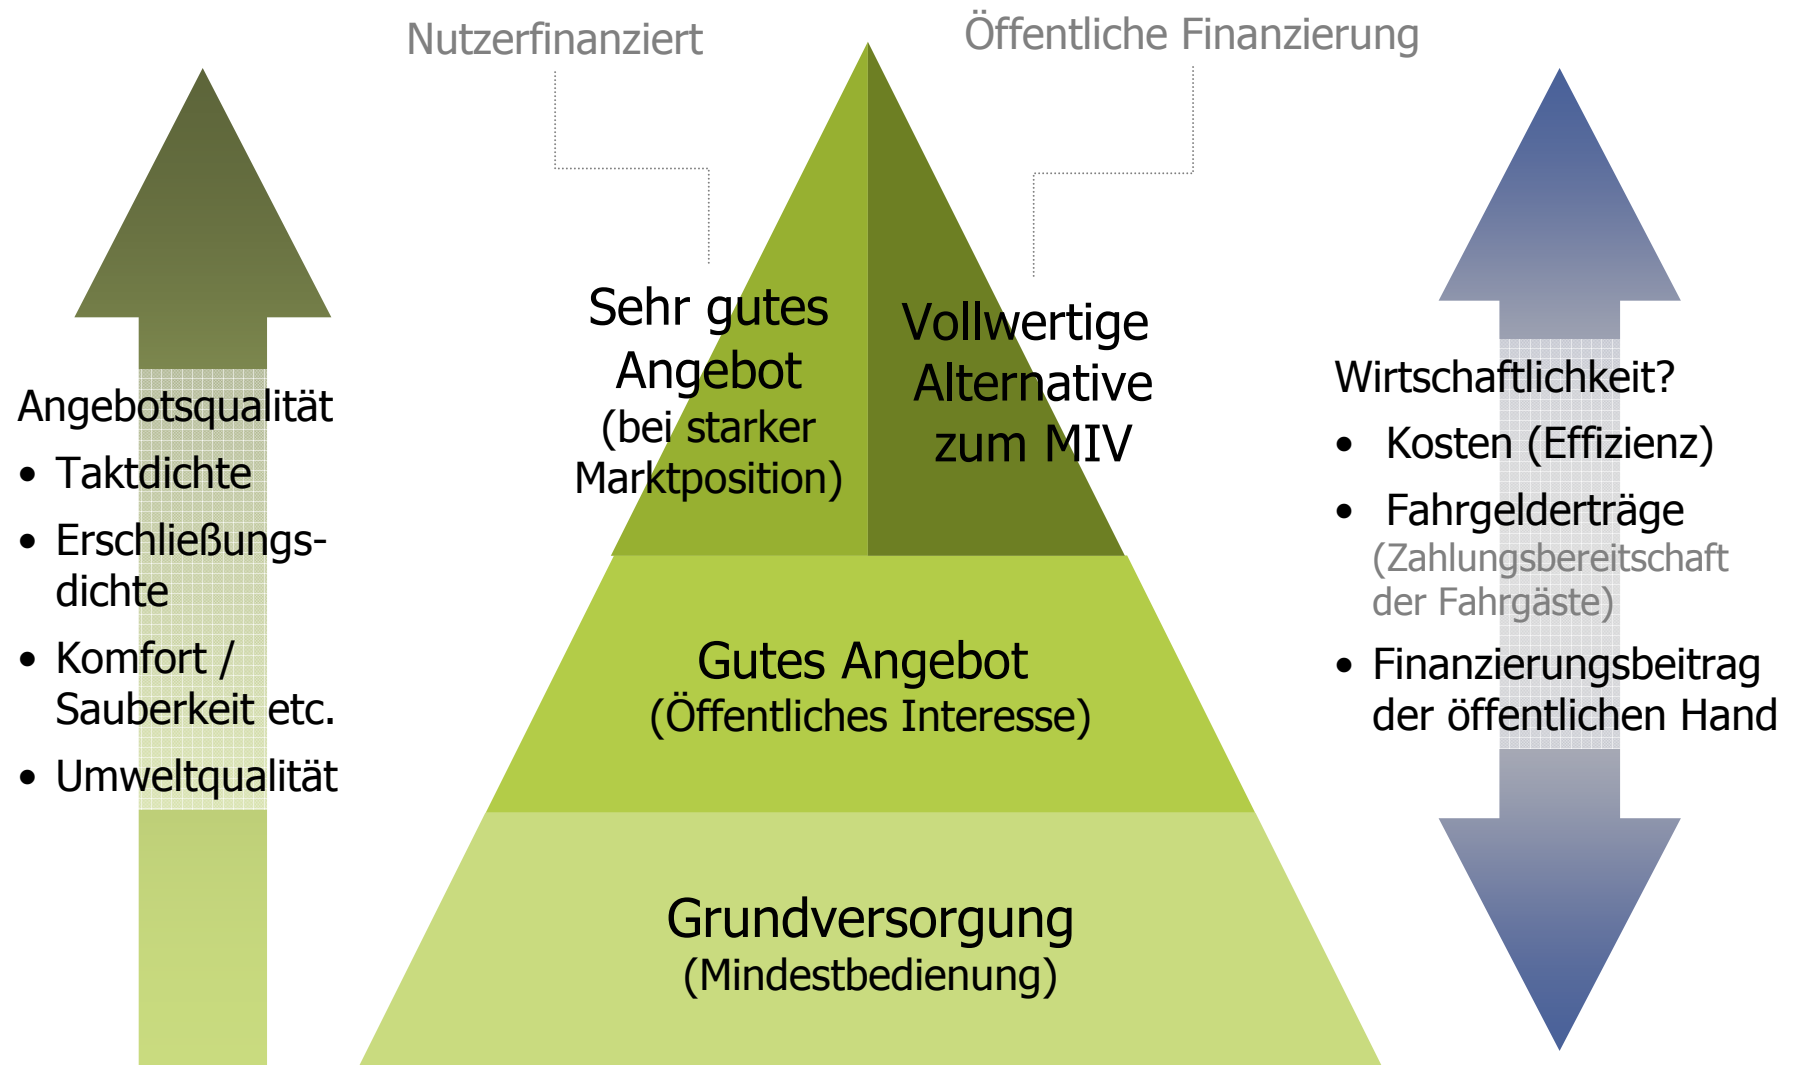 Nutzerfinanziert
Öffentliche Finanzierung
Angebotsqualität
• Taktdichte
• Erschließungs-
dichte
• Komfort /
Sauberkeit etc.
• Umweltqualität
Sehr gutes
Angebot
(bei starker
Marktposition)
Vollwertige
Alternative
zum MIV
Gutes Angebot
(Öffentliches Interesse)
Grundversorgung
(Mindestbedienung)
Wirtschaftlichkeit?
• Kosten (Effizienz)
• Fahrgelderträge
(Zahlungsbereitschaft
der Fahrgäste)
• Finanzierungsbeitrag
der öffentlichen Hand